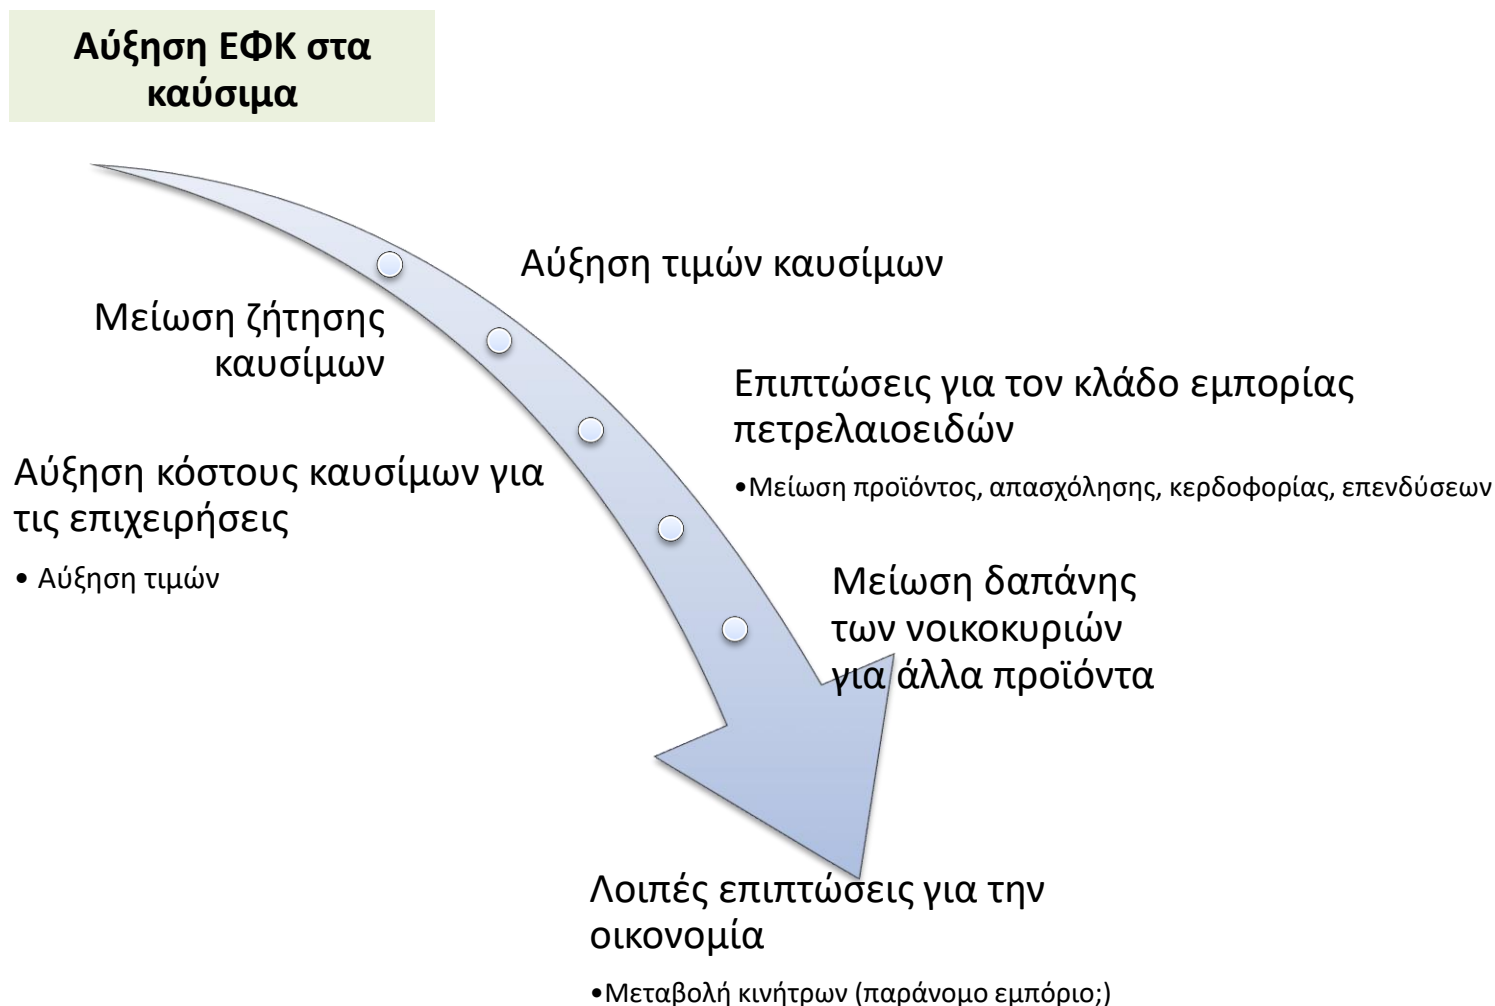 Αύξηση ΕΦΚ στα
καύσιμα
Αύξηση τιμών καυσίμων
Μείωση ζήτησης
καυσίμων
Επιπτώσεις για τον κλάδο εμπορίας
πετρελαιοειδών
•Μείωση προϊόντος, απασχόλησης, κερδοφορίας, επενδύσεων
Αύξηση κόστους καυσίμων για
τις επιχειρήσεις
• Αύξηση τιμών
Μείωση δαπάνης
των νοικοκυριών
για άλλα προϊόντα
Λοιπές επιπτώσεις για την
οικονομία
•Μεταβολή κινήτρων (παράνομο εμπόριο;)